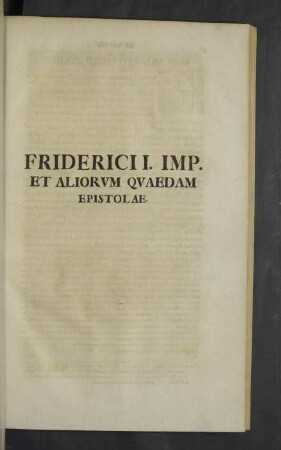 FRIDERICI I. IMP.
ET ALIORVM QVAEDAM
EPISTOLAE.